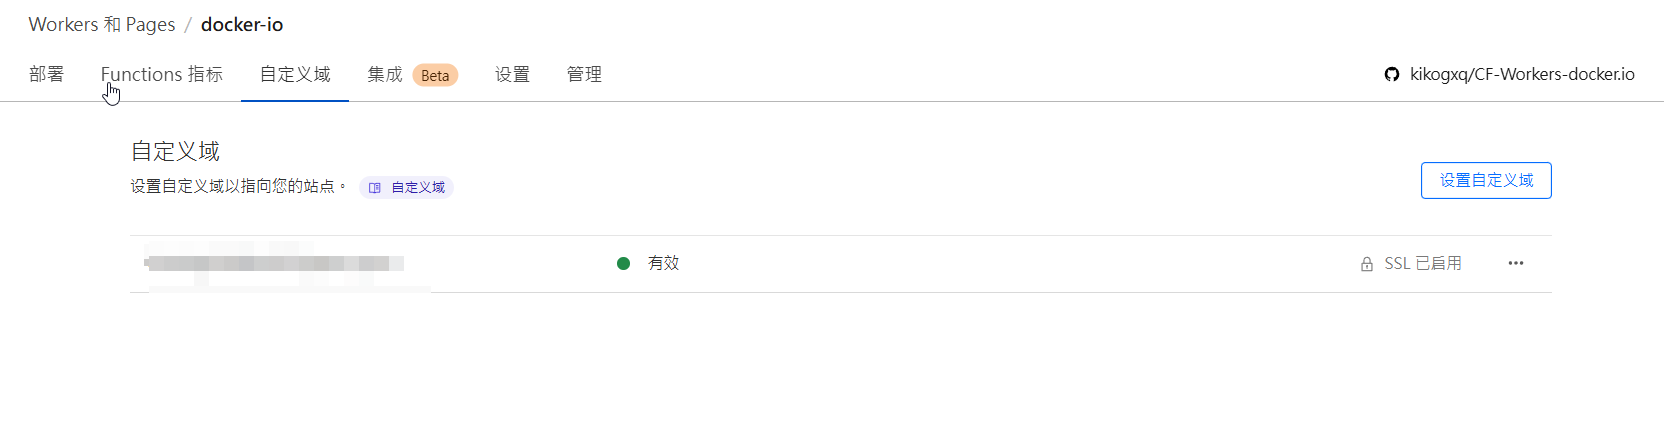 Workers 和 Pages / docker-io
部署 Functions 指标 自定义域 集成 Beta 设置 管理 kikogxq/CF-Workers-docker.io
自定义域
设置自定义域以指向您的站点。 自定义域
设置自定义域
有效 SSL 已启用